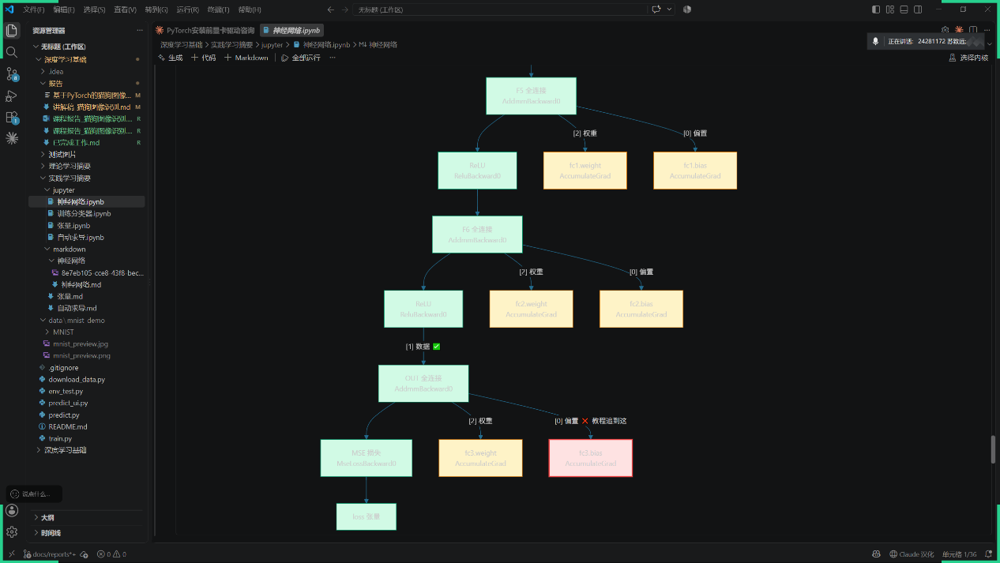 文件(F) 编辑(E) 选择(S) 查看(V) 转到(G) 运行(R) 终端(T) 帮助(H)
无标题 (工作区)
资源管理器
无标题 (工作区)
深度学习基础
.idea
报告
基于PyTorch的猫狗图像... M
讲解稿_猫狗图像识别.md M
课程报告_猫狗图像识别.... R
课程报告_猫狗图像识别.... R
已完成工作.md R
测试图片
理论学习摘要
实践学习摘要
jupyter
神经网络.ipynb
训练分类器.ipynb
张量.ipynb
自动求导.ipynb
markdown
神经网络
8e7eb105-cce8-43f8-bec...
神经网络.md
张量.md
自动求导.md
data \ mnist_demo
MNIST
mnist_preview.jpg
mnist_preview.png
.gitignore
download_data.py
env_test.py
predict_ui.py
predict.py
README.md
train.py
深度学习基础
说点什么...
大纲
时间线
8
1
PyTorch安装前显卡驱动咨询
神经网络.ipynb
正在讲话: 24281172 苏致远;
深度学习基础 > 实践学习摘要 > jupyter > 神经网络.ipynb > M↓ 神经网络
生成 + 代码 + Markdown 全部运行 ...
选择内核
F5 全连接
AddmmBackward0
[2] 权重
[0] 偏置
ReLU
ReluBackward0
fc1.weight
AccumulateGrad
fc1.bias
AccumulateGrad
F6 全连接
AddmmBackward0
[2] 权重
[0] 偏置
ReLU
ReluBackward0
fc2.weight
AccumulateGrad
fc2.bias
AccumulateGrad
[1] 数据 ✅
OUT 全连接
AddmmBackward0
[2] 权重
[0] 偏置 ❌ 教程追到这
MSE 损失
MseLossBackward0
fc3.weight
AccumulateGrad
fc3.bias
AccumulateGrad
loss 张量
docs/reports*+
0 0
Claude 汉化
单元格 1/36